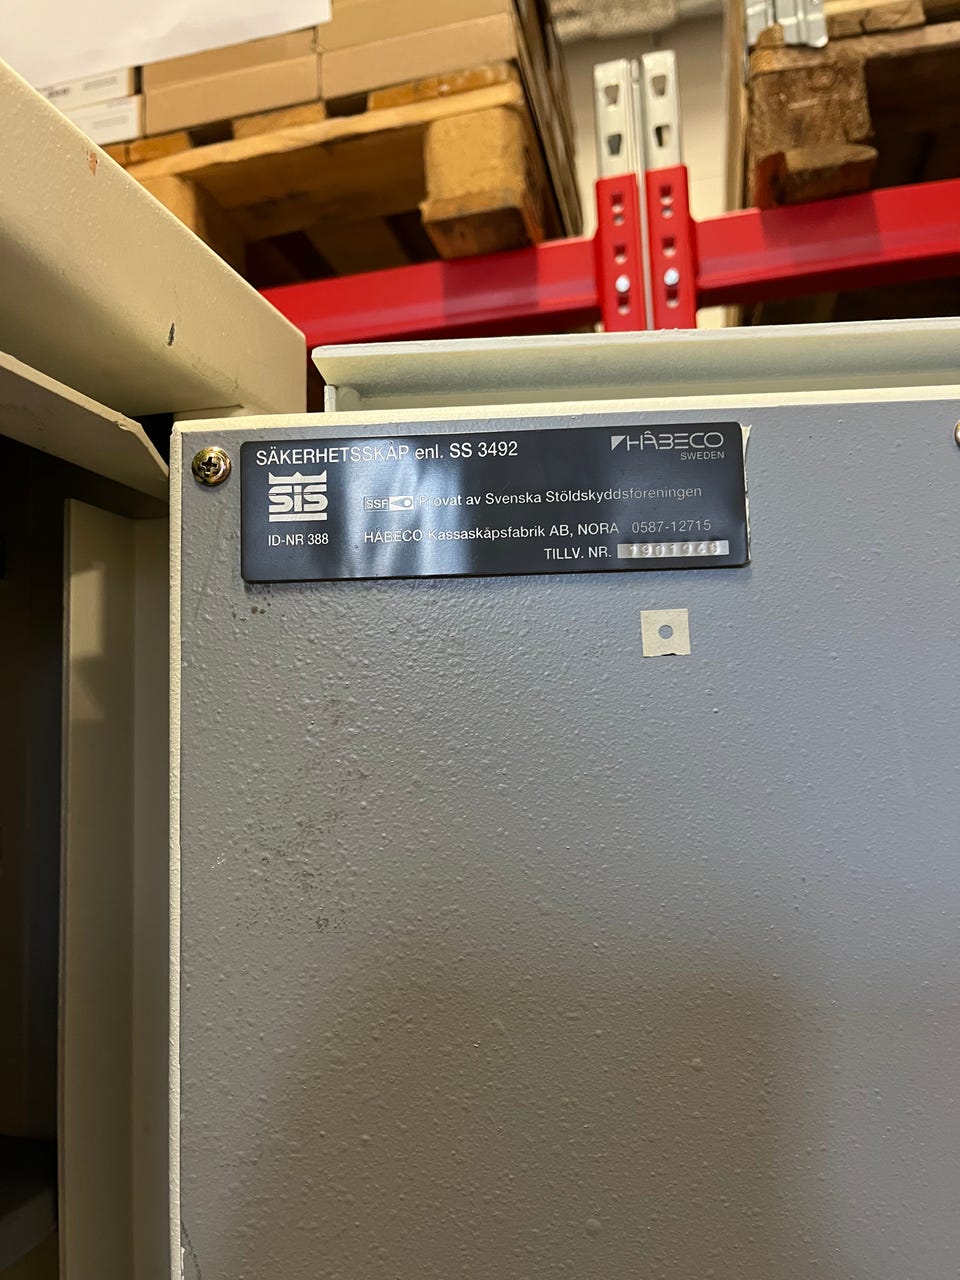 SÄKERHETSSKÅP enl. SS 3492
HÅBECO
SWEDEN
SIS
SSF Provat av Svenska Stöldskyddsföreningen
ID-NR 388
HÅBECO Kassaskåpsfabrik AB, NORA 0587-12715
TILLV. NR. 1901946